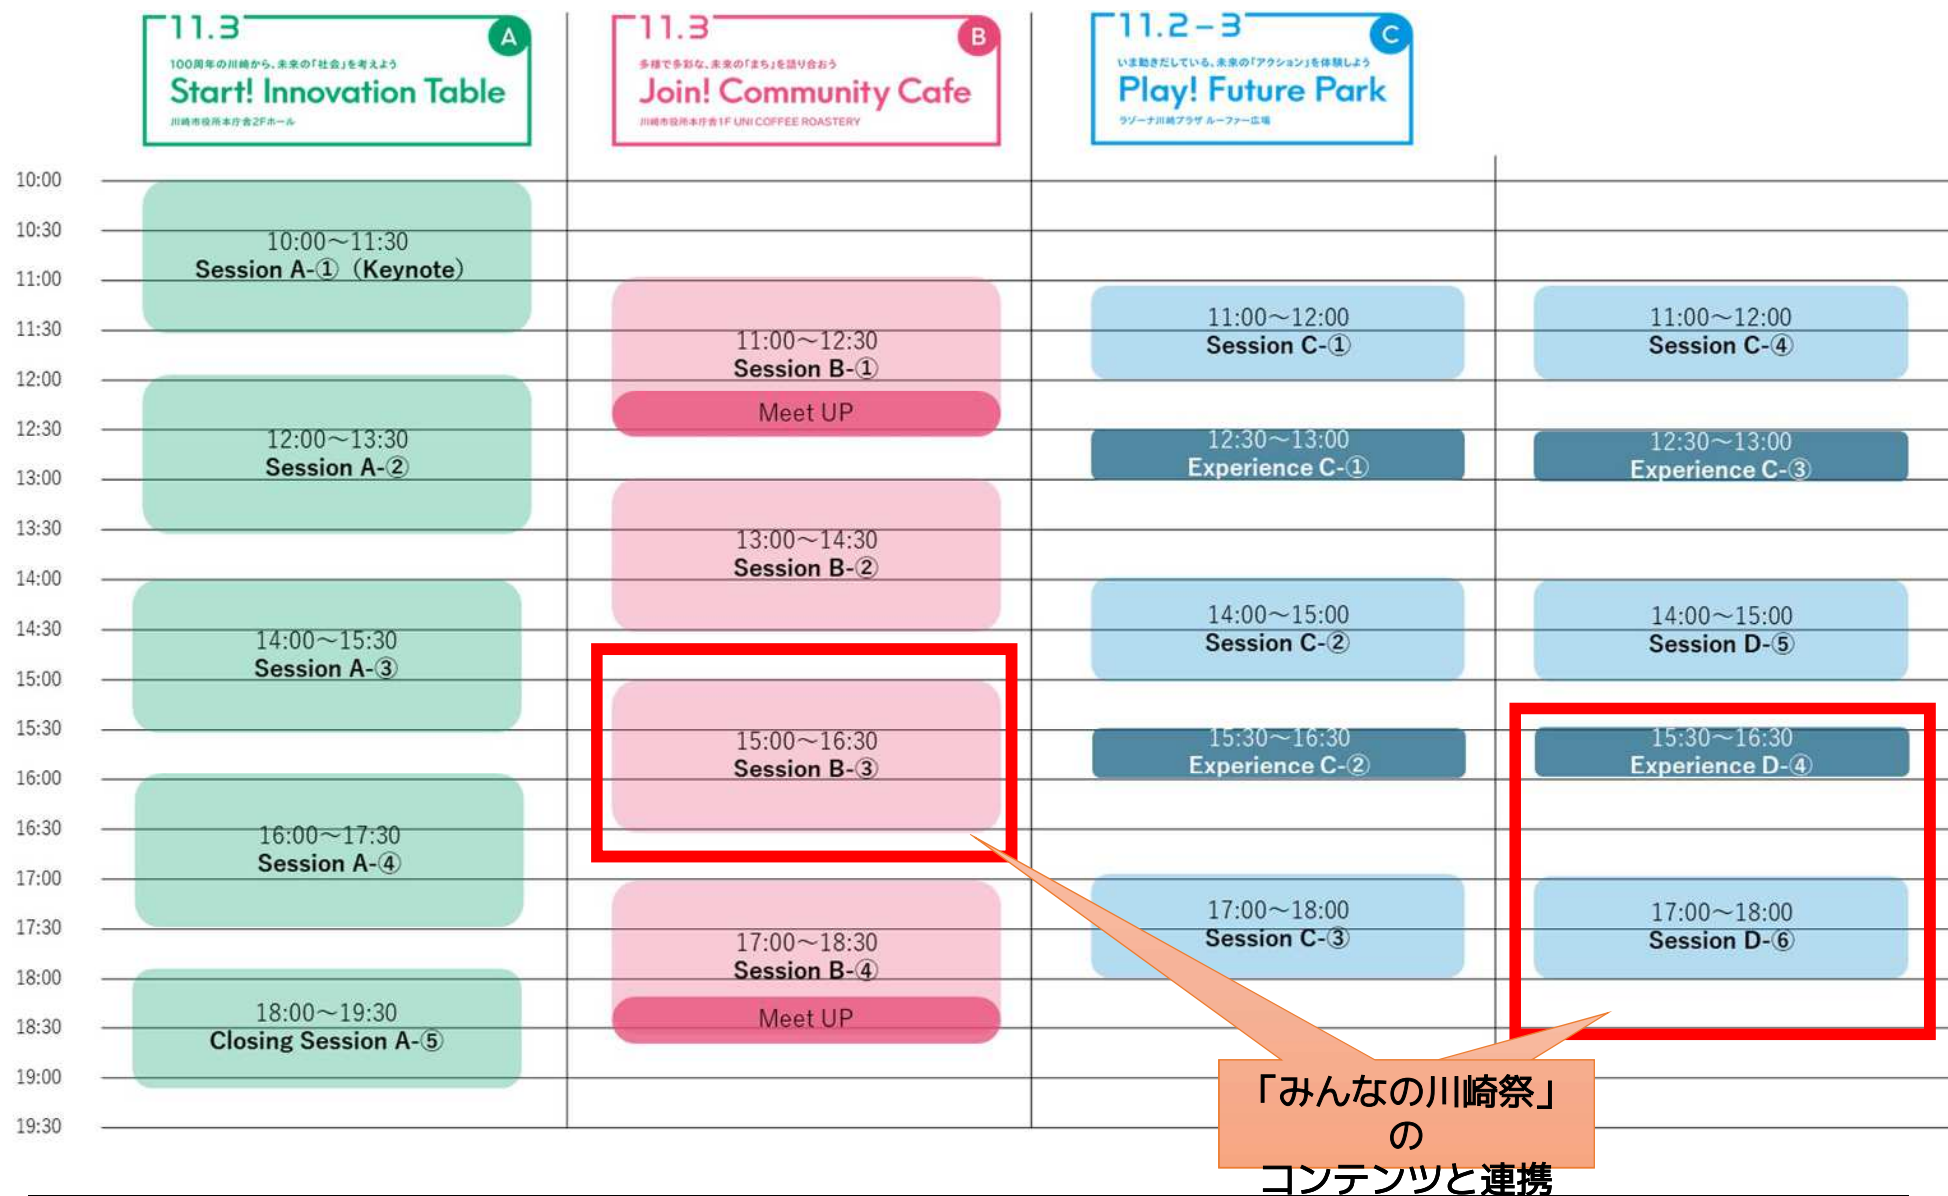 11.3
A
100周年の川崎から、未来の「社会」を考えよう
Start! Innovation Table
川崎市役所本庁舎2Fホール
11.3
B
多様で多彩な、未来の「まち」を語り合おう
Join! Community Cafe
川崎市役所本庁舎1F UNI COFFEE ROASTERY
11.2–3
C
いま動きだしている、未来の「アクション」を体験しよう
Play! Future Park
ラゾーナ川崎プラザ ルーファー広場
10:00
10:30
11:00
11:30
12:00
12:30
13:00
13:30
14:00
14:30
15:00
15:30
16:00
16:30
17:00
17:30
18:00
18:30
19:00
19:30
10:00～11:30
Session A-①（Keynote）
12:00～13:30
Session A-②
14:00～15:30
Session A-③
16:00～17:30
Session A-④
18:00～19:30
Closing Session A-⑤
11:00～12:30
Session B-①
Meet UP
13:00～14:30
Session B-②
15:00～16:30
Session B-③
17:00～18:30
Session B-④
Meet UP
11:00～12:00
Session C-①
12:30～13:00
Experience C-①
14:00～15:00
Session C-②
15:30～16:30
Experience C-②
17:00～18:00
Session C-③
11:00～12:00
Session C-④
12:30～13:00
Experience C-③
14:00～15:00
Session D-⑤
15:30～16:30
Experience D-④
17:00～18:00
Session D-⑥
「みんなの川崎祭」
の
コンテンツと連携